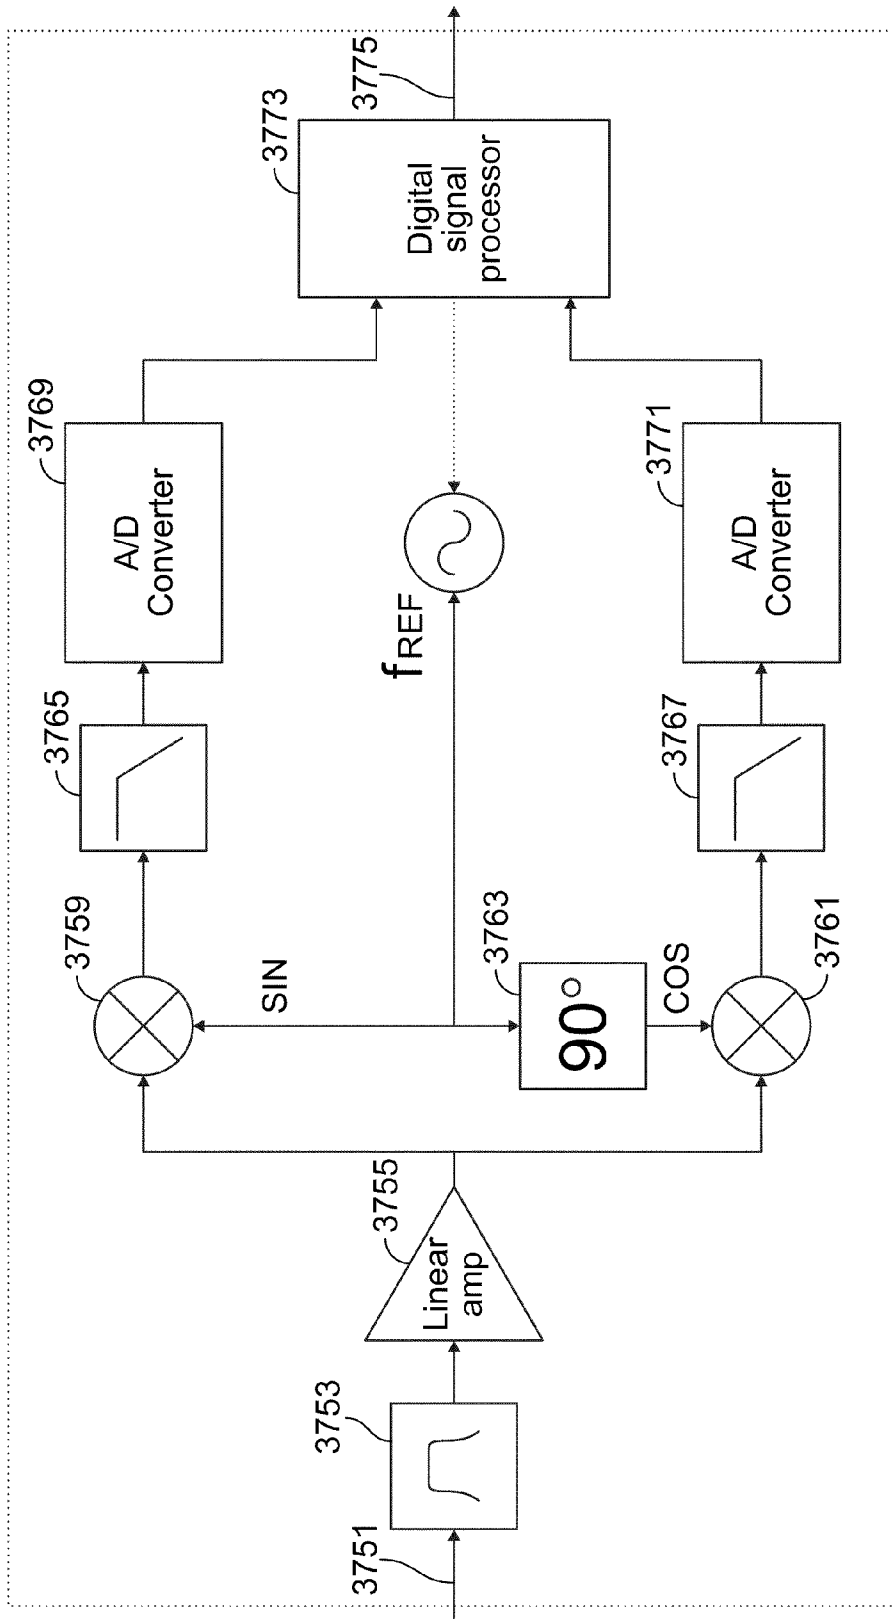 3751
3753
3755
Linear
amp
3759
SIN
3763
90°
COS
3761
3765
3767
fREF
3769
A/D
Converter
3771
A/D
Converter
3773
Digital
signal
processor
3775